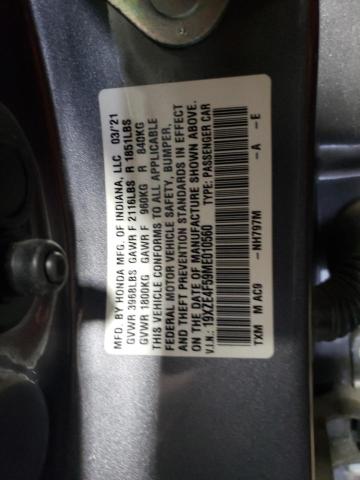 MFD. BY HONDA MFG. OF INDIANA, LLC 03/21
GVWR 3968LBS GAWR F 2116LBS R 1851LBS
GVWR 1800KG GAWR F 960KG R 840KG
THIS VEHICLE CONFORMS TO ALL APPLICABLE
FEDERAL MOTOR VEHICLE SAFETY, BUMPER,
AND THEFT PREVENTION STANDARDS IN EFFECT
ON THE DATE OF MANUFACTURE SHOWN ABOVE.
V.I.N.: 19XZE4F59ME010560 TYPE: PASSENGER CAR
TXM M AC9 —NH797M —A —E